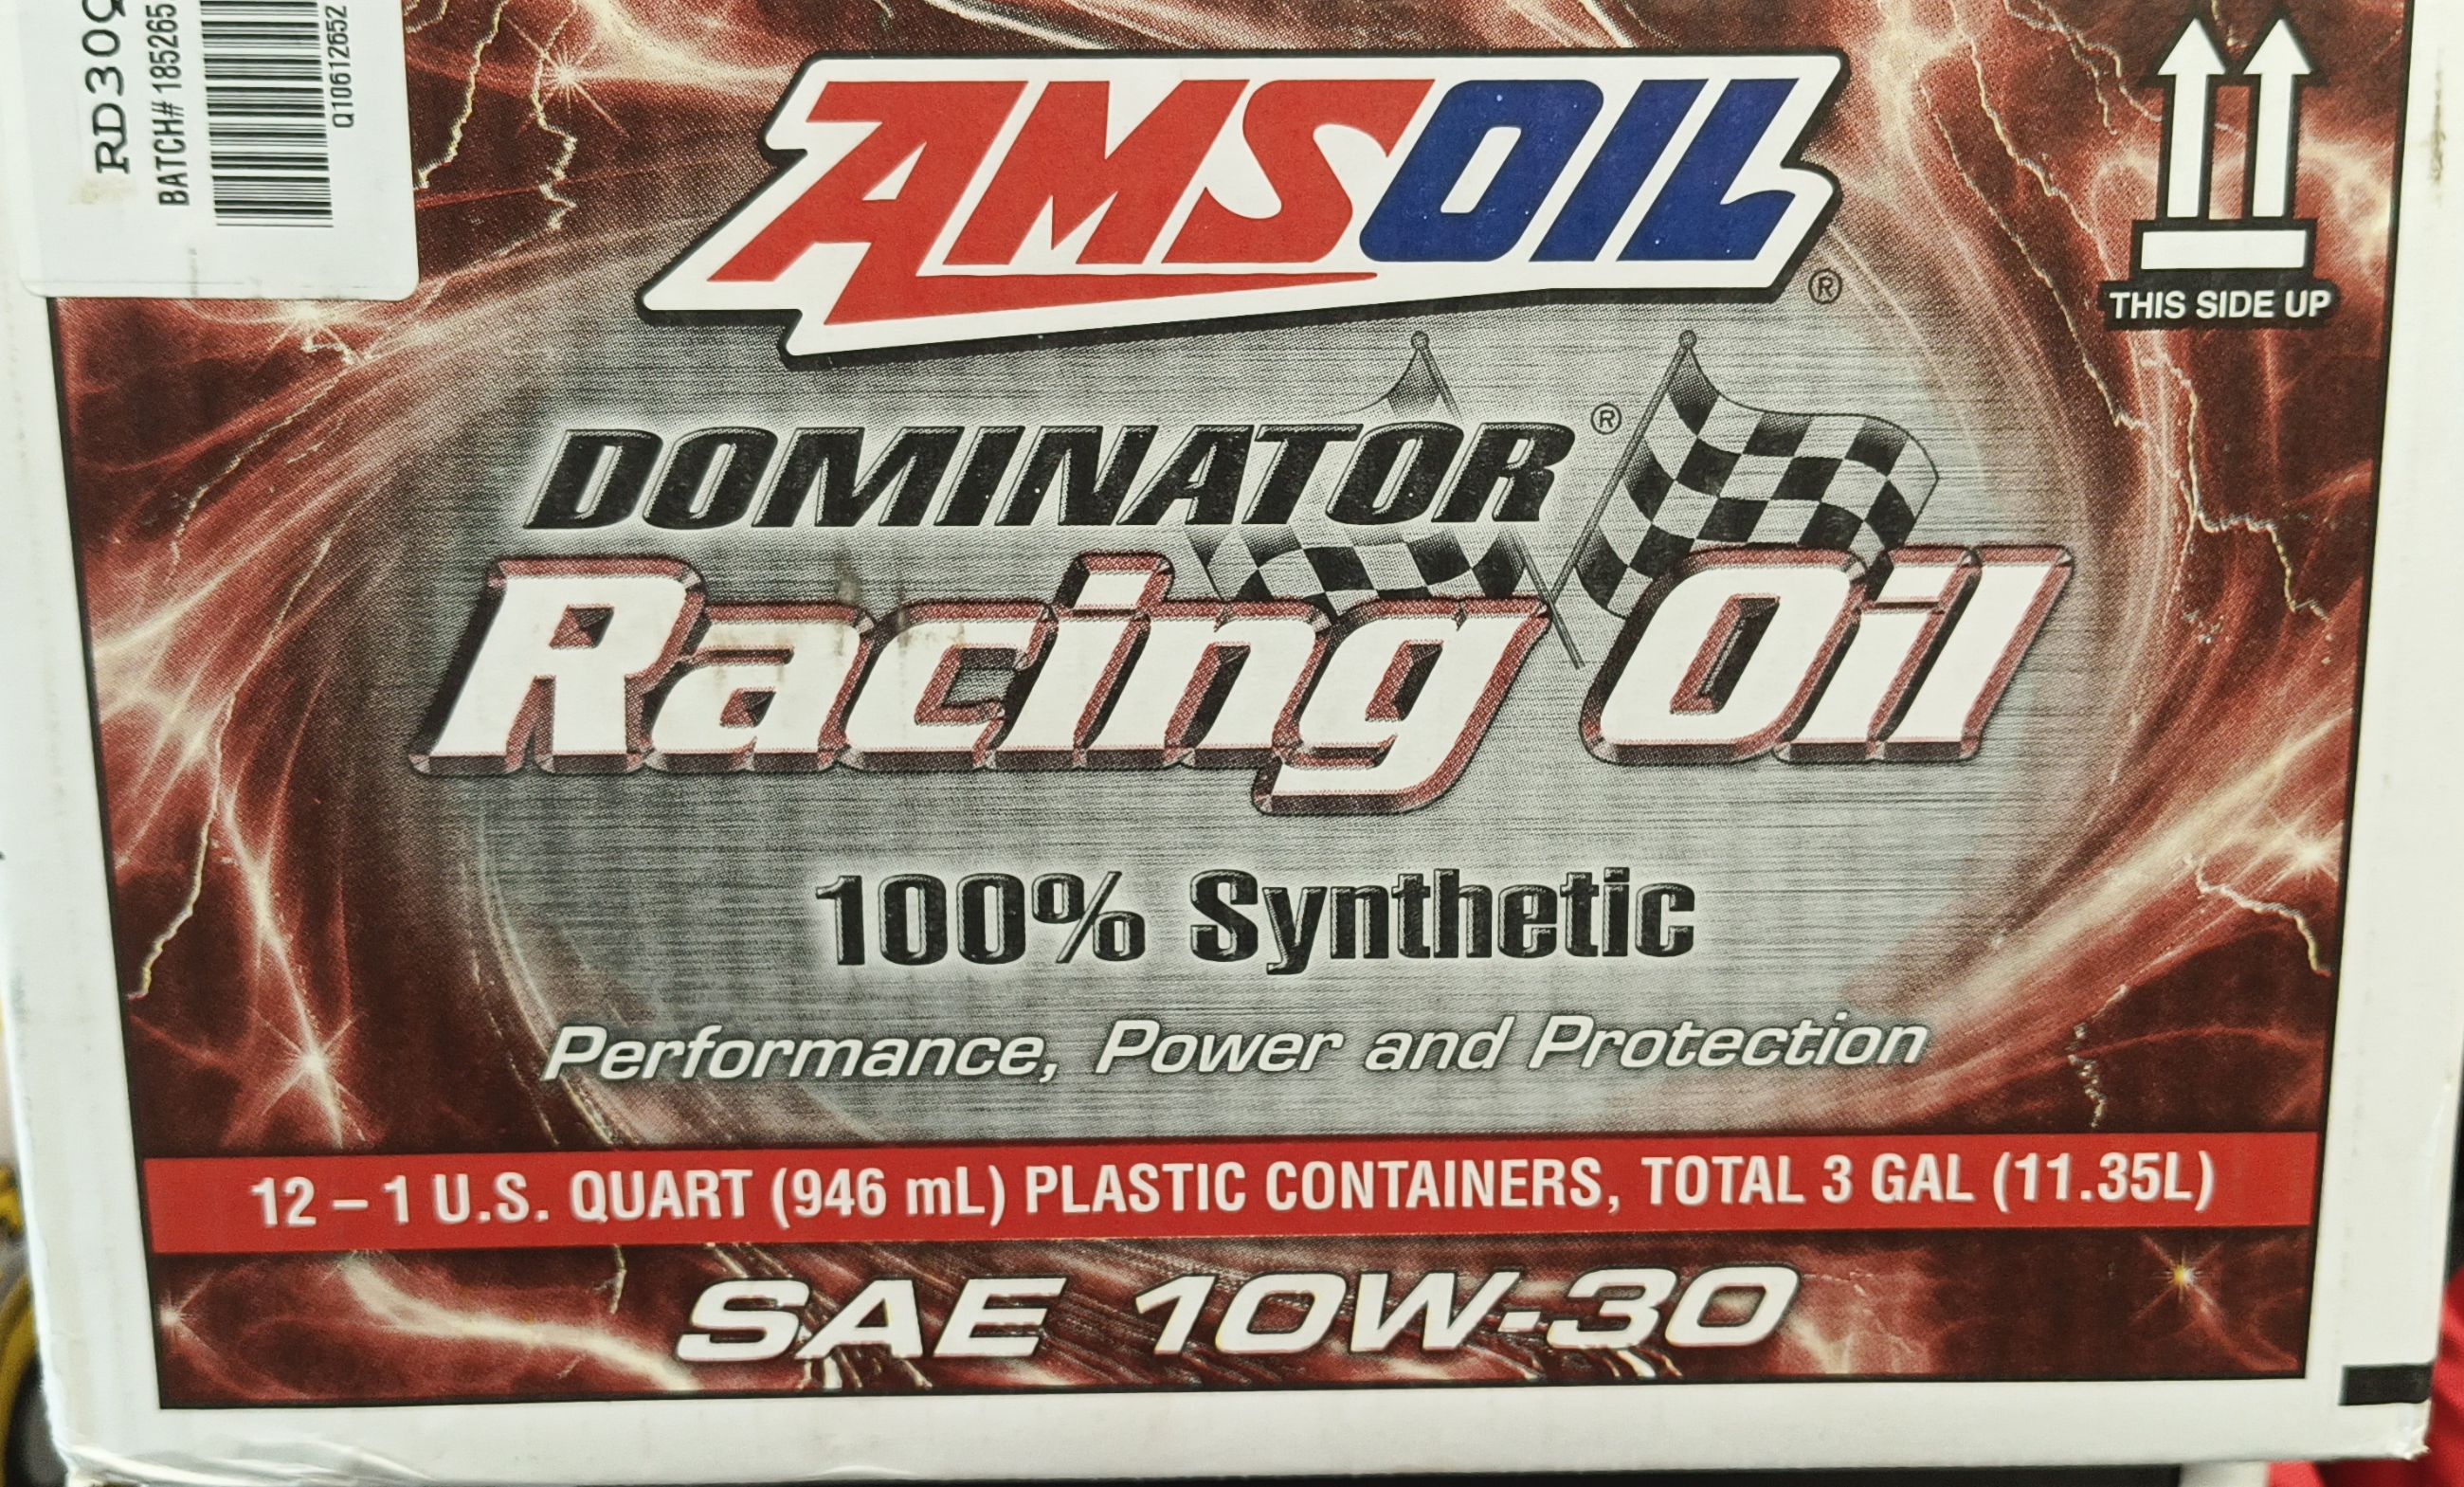 RD30Q
BATCH# 185265
Q10612652
AMSOIL®
THIS SIDE UP
DOMINATOR®
Racing Oil
100% Synthetic
Performance, Power and Protection
12 – 1 U.S. QUART (946 mL) PLASTIC CONTAINERS, TOTAL 3 GAL (11.35L)
SAE 10W-30